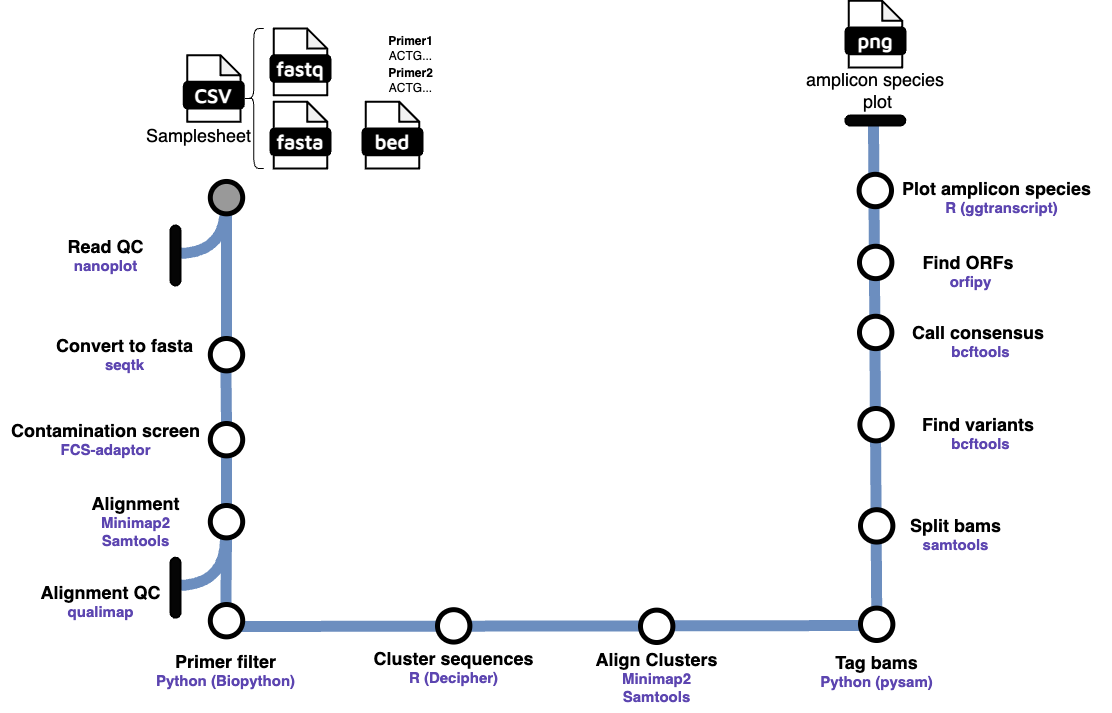 CSV
Samplesheet
fastq
fasta
Primer1
ACTG...
Primer2
ACTG...
bed
Read QC
nanoplot
Convert to fasta
seqtk
Contamination screen
FCS-adaptor
Alignment
Minimap2
Samtools
Alignment QC
qualimap
Primer filter
Python (Biopython)
Cluster sequences
R (Decipher)
Align Clusters
Minimap2
Samtools
Tag bams
Python (pysam)
Split bams
samtools
Find variants
bcftools
Call consensus
bcftools
Find ORFs
orfipy
Plot amplicon species
R (ggtranscript)
png
amplicon species
plot